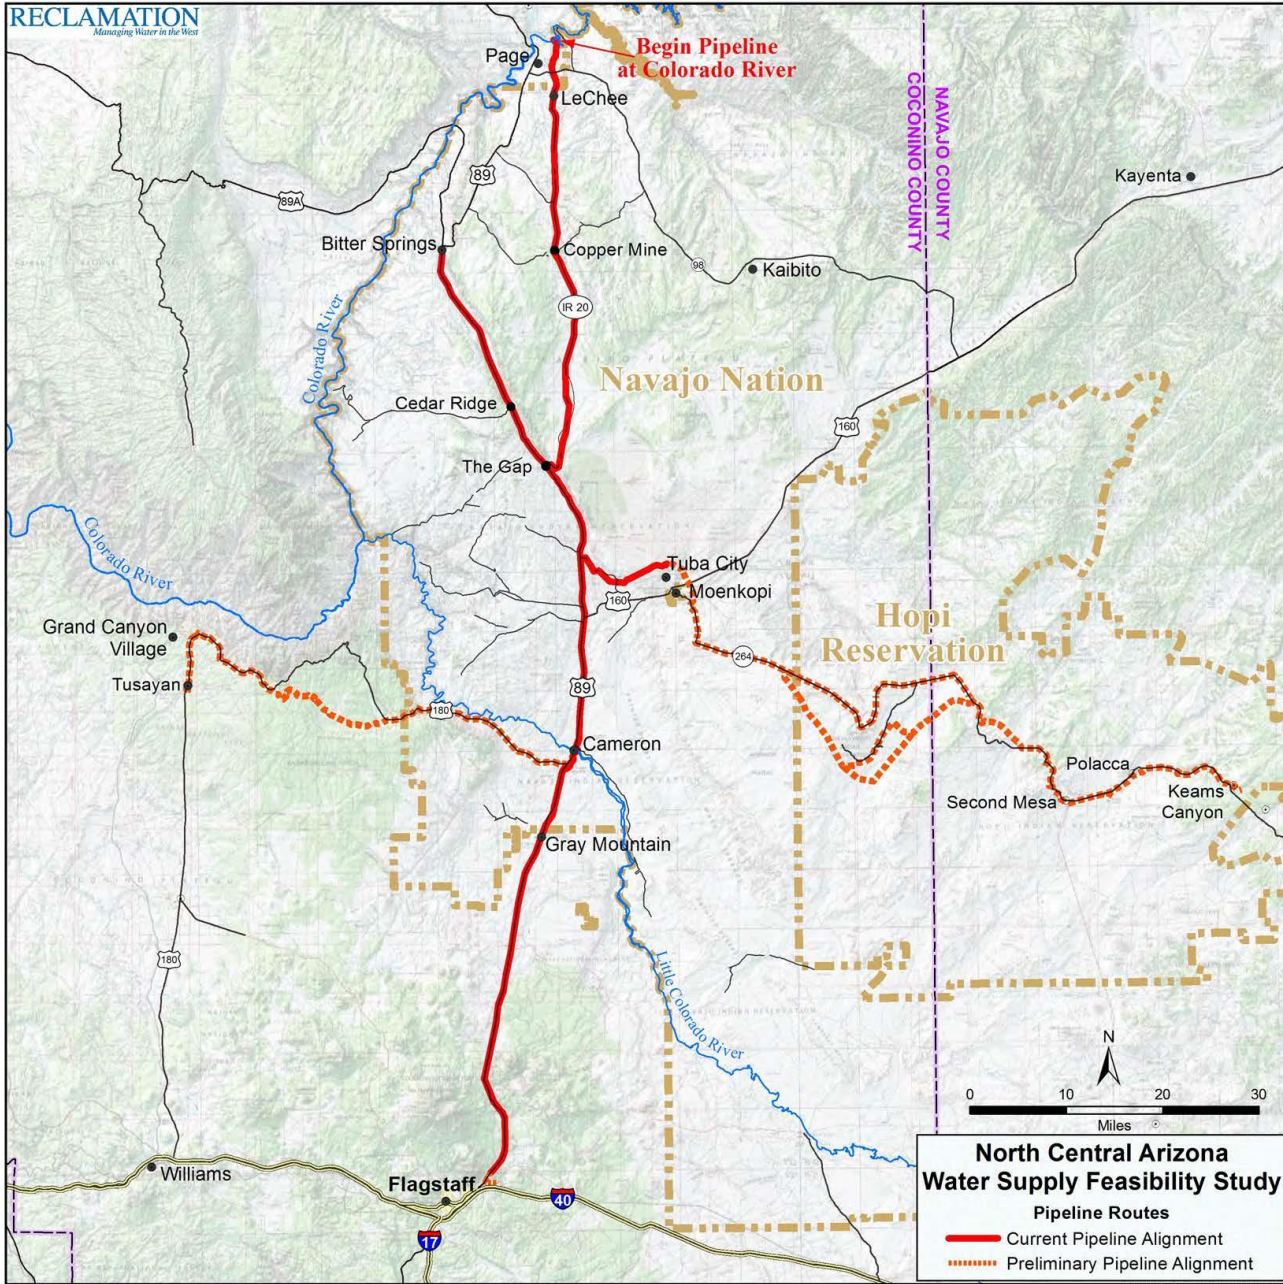 RECLAMATION
Managing Water in the West
Begin Pipeline
at Colorado River
Page
LeChee
NAVAJO COUNTY
COCONINO COUNTY
Kayenta
89
89A
Bitter Springs
Copper Mine
98
Kaibito
IR 20
Colorado River
Navajo Nation
Cedar Ridge
160
The Gap
Colorado River
Tuba City
160
Moenkopi
Grand Canyon
Village
Hopi
Reservation
264
Tusayan
89
180
Cameron
Polacca
Second Mesa
Keams
Canyon
Gray Mountain
180
Little Colorado River
N
0 10 20 30
Miles
Williams
Flagstaff
40
17
North Central Arizona
Water Supply Feasibility Study
Pipeline Routes
Current Pipeline Alignment
Preliminary Pipeline Alignment